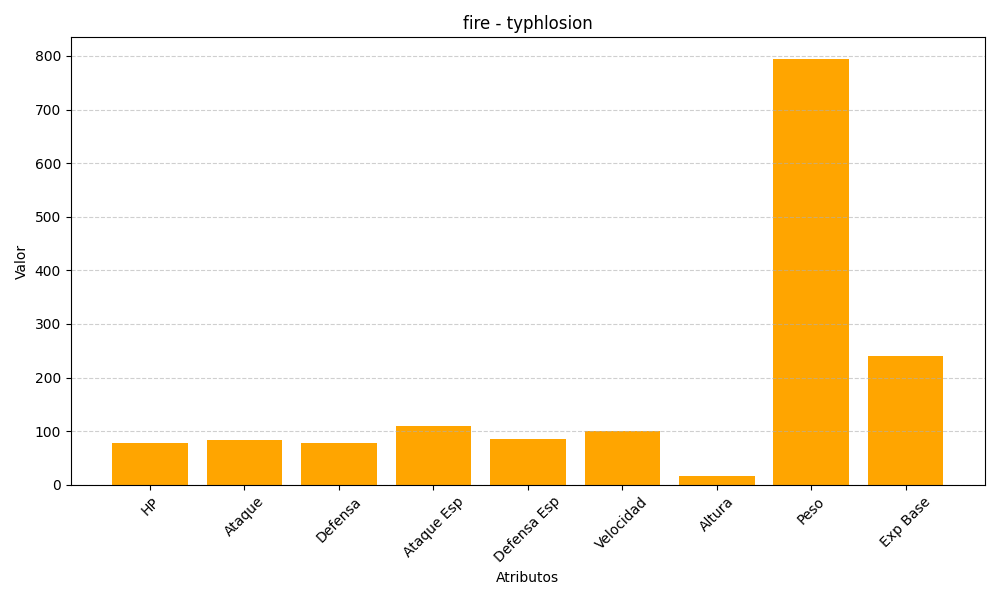 fire - typhlosion
Valor
800
700
600
500
400
300
200
100
0
HP
Ataque
Defensa
Ataque Esp
Defensa Esp
Velocidad
Altura
Peso
Exp Base
Atributos